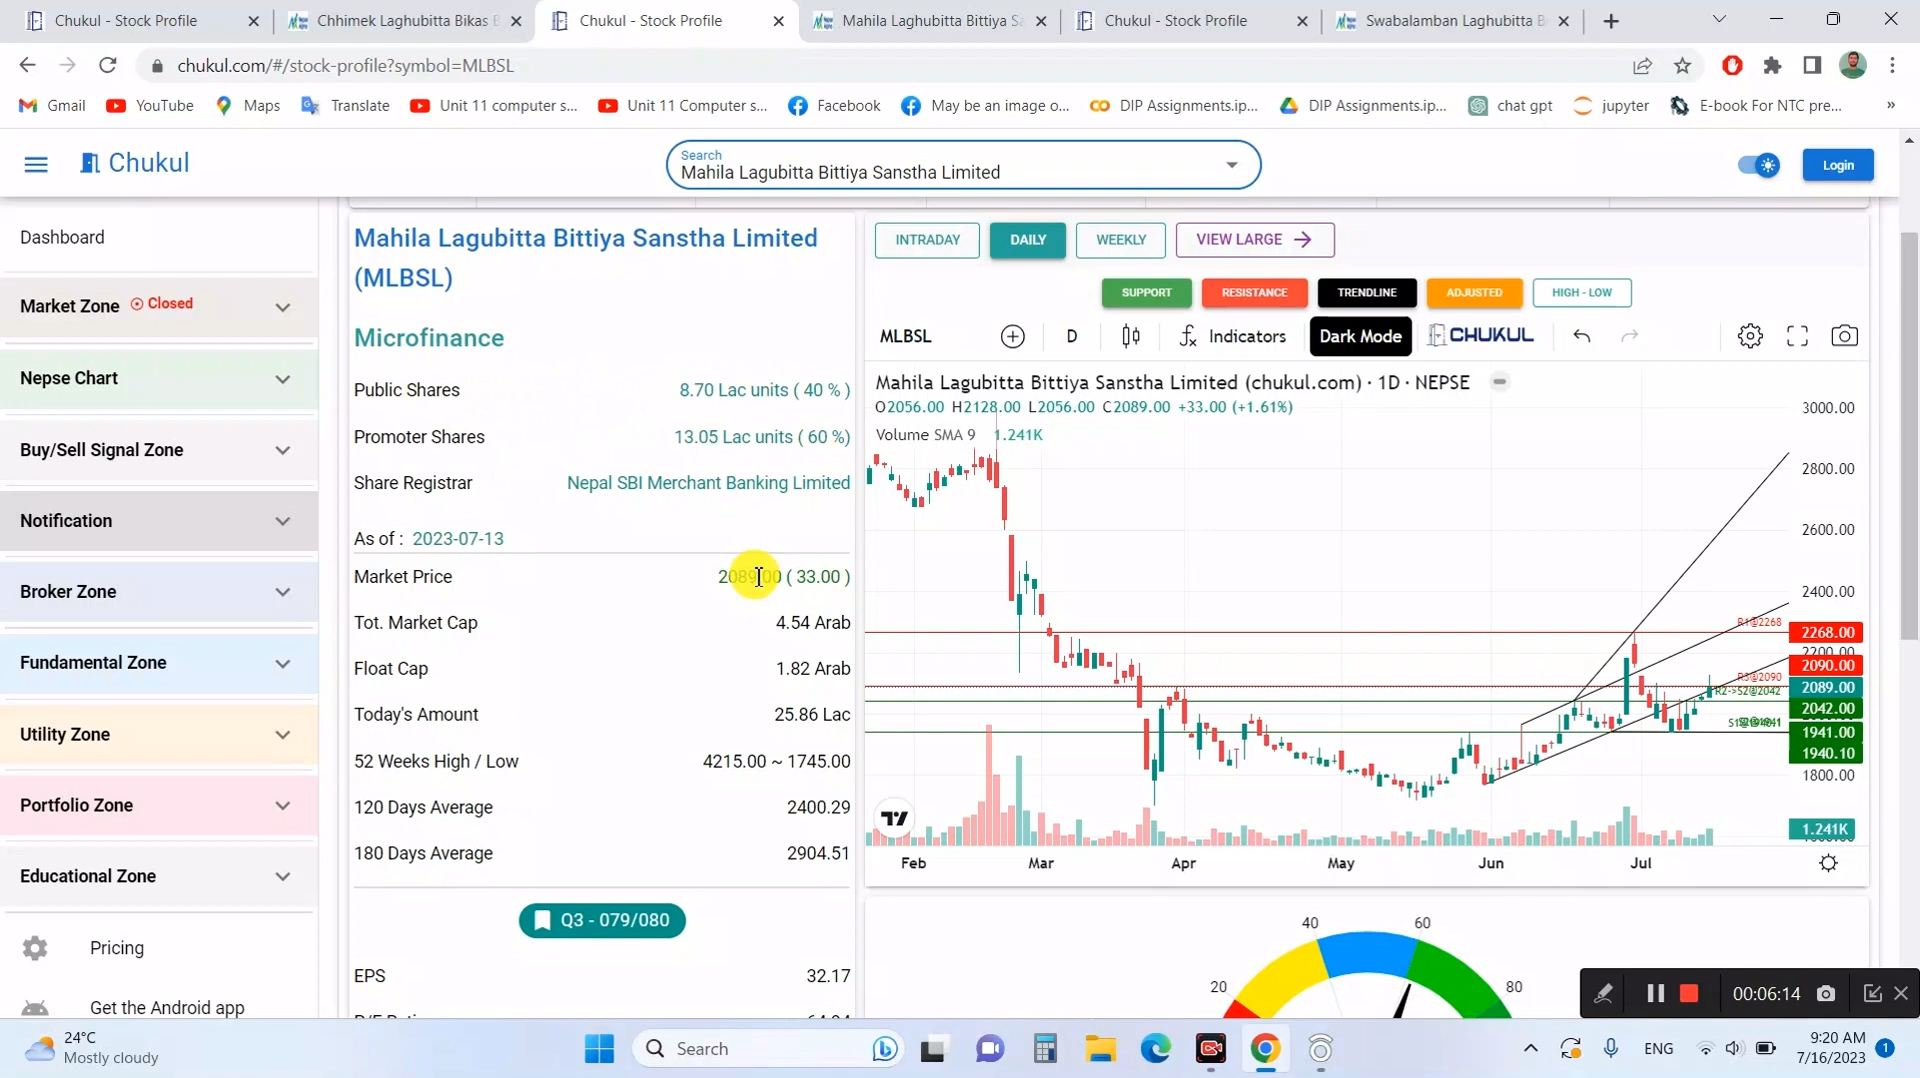 Chukul - Stock Profile
Chhimek Laghubitta Bikas B
Chukul - Stock Profile
Mahila Laghubitta Bittiya Sa
Chukul - Stock Profile
Swabalamban Laghubitta B
chukul.com/#/stock-profile?symbol=MLBSL
Gmail
YouTube
Maps
Translate
Unit 11 computer s...
Unit 11 Computer s...
Facebook
May be an image o...
DIP Assignments.ip...
DIP Assignments.ip...
chat gpt
jupyter
E-book For NTC pre...
»
Chukul
Search
Mahila Lagubitta Bittiya Sanstha Limited
Login
Dashboard
Market Zone Closed
Nepse Chart
Buy/Sell Signal Zone
Notification
Broker Zone
Fundamental Zone
Utility Zone
Portfolio Zone
Educational Zone
Pricing
Get the Android app
Mahila Lagubitta Bittiya Sanstha Limited
(MLBSL)
Microfinance
Public Shares 8.70 Lac units ( 40 % )
Promoter Shares 13.05 Lac units ( 60 %)
Share Registrar Nepal SBI Merchant Banking Limited
As of : 2023-07-13
Market Price 2089.00 ( 33.00 )
Tot. Market Cap 4.54 Arab
Float Cap 1.82 Arab
Today's Amount 25.86 Lac
52 Weeks High / Low 4215.00 ~ 1745.00
120 Days Average 2400.29
180 Days Average 2904.51
Q3 - 079/080
EPS 32.17
INTRADAY
DAILY
WEEKLY
VIEW LARGE
SUPPORT
RESISTANCE
TRENDLINE
ADJUSTED
HIGH - LOW
MLBSL
D
Indicators
Dark Mode
CHUKUL
Mahila Lagubitta Bittiya Sanstha Limited (chukul.com) · 1D · NEPSE
O2056.00 H2128.00 L2056.00 C2089.00 +33.00 (+1.61%)
Volume SMA 9 1.241K
3000.00
2800.00
2600.00
2400.00
R1@2268
2268.00
2200.00
2090.00
R3@2090
2089.00
R2->S2@2042
2042.00
1941.00
1940.10
1800.00
1.241K
Feb
Mar
Apr
May
Jun
Jul
20
40
60
80
00:06:14
24°C
Mostly cloudy
Search
ENG
9:20 AM
7/16/2023
1